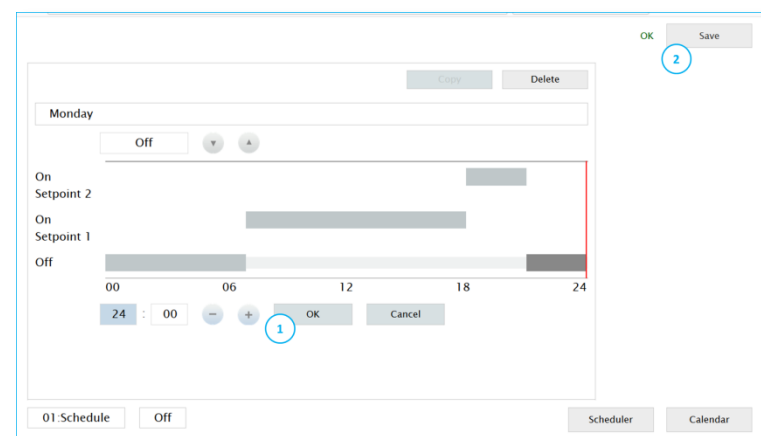 OK Save
2
Copy Delete
Monday
Off ▼ ▲
On
Setpoint 2
On
Setpoint 1
Off
00 06 12 18 24
24 : 00 − + OK Cancel
1
01:Schedule Off Scheduler Calendar